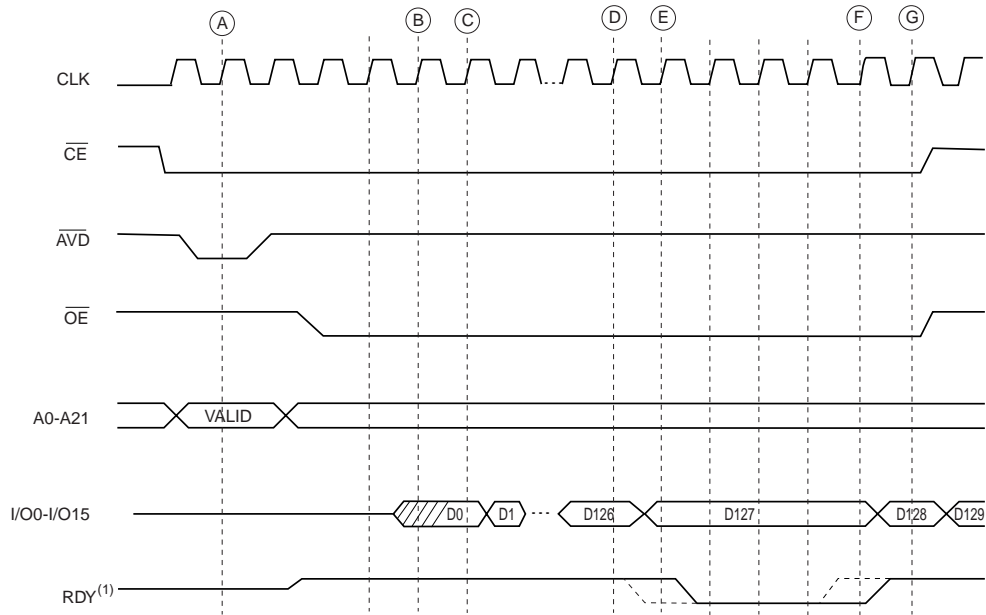 A B C D E F G
CLK
CE
AVD
OE
A0-A21 VALID
I/O0-I/O15 D0 D1 D126 D127 D128 D129
RDY(1)